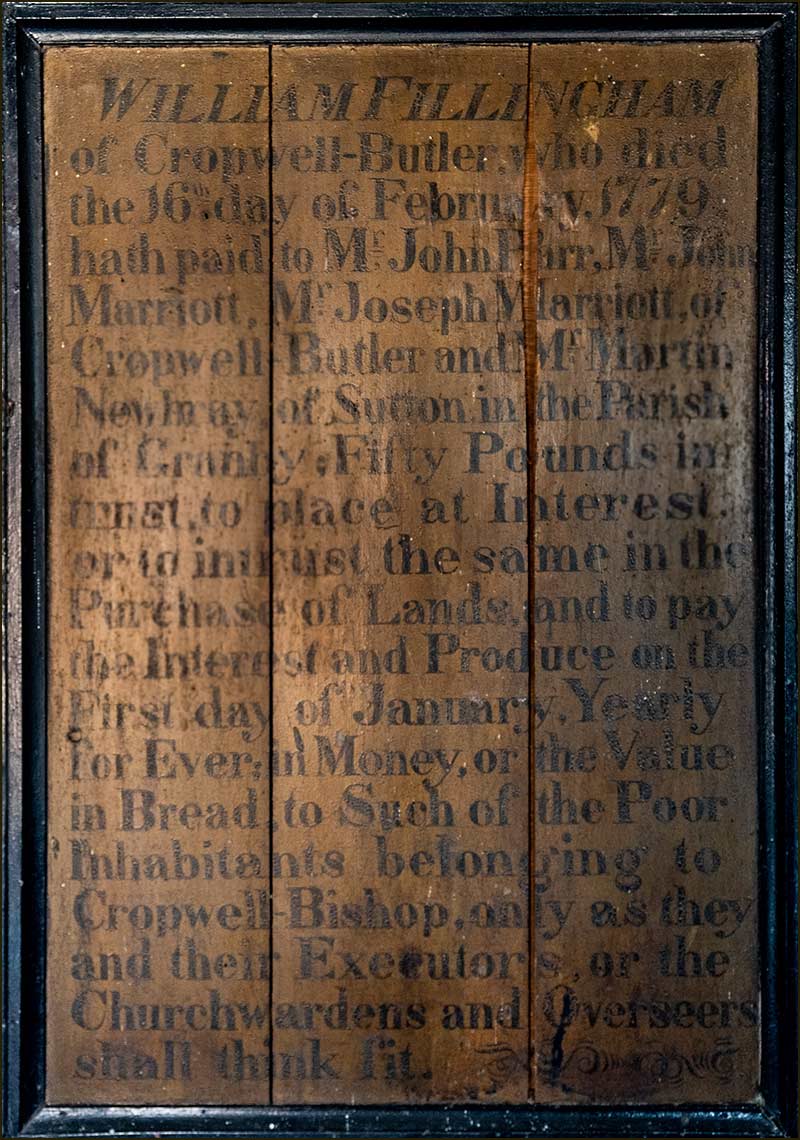 WILLIAM FILLINGHAM
of Cropwell-Butler, who died
the 16th day of February, 1779
hath paid to Mr John Parr, Mr John
Marriott, Mr Joseph Marriott, of
Cropwell-Butler and Mr Martin
Newbray, of Sutton in the Parish
of Granby; Fifty Pounds in
trust, to place at Interest
or to intrust the same in the
Purchase of Lands, and to pay
the Interest and Produce on the
First day of January, Yearly
for Ever; in Money, or the Value
in Bread, to Such of the Poor
Inhabitants belonging to
Cropwell-Bishop, only as they
and their Executors, or the
Churchwardens and Overseers
shall think fit.